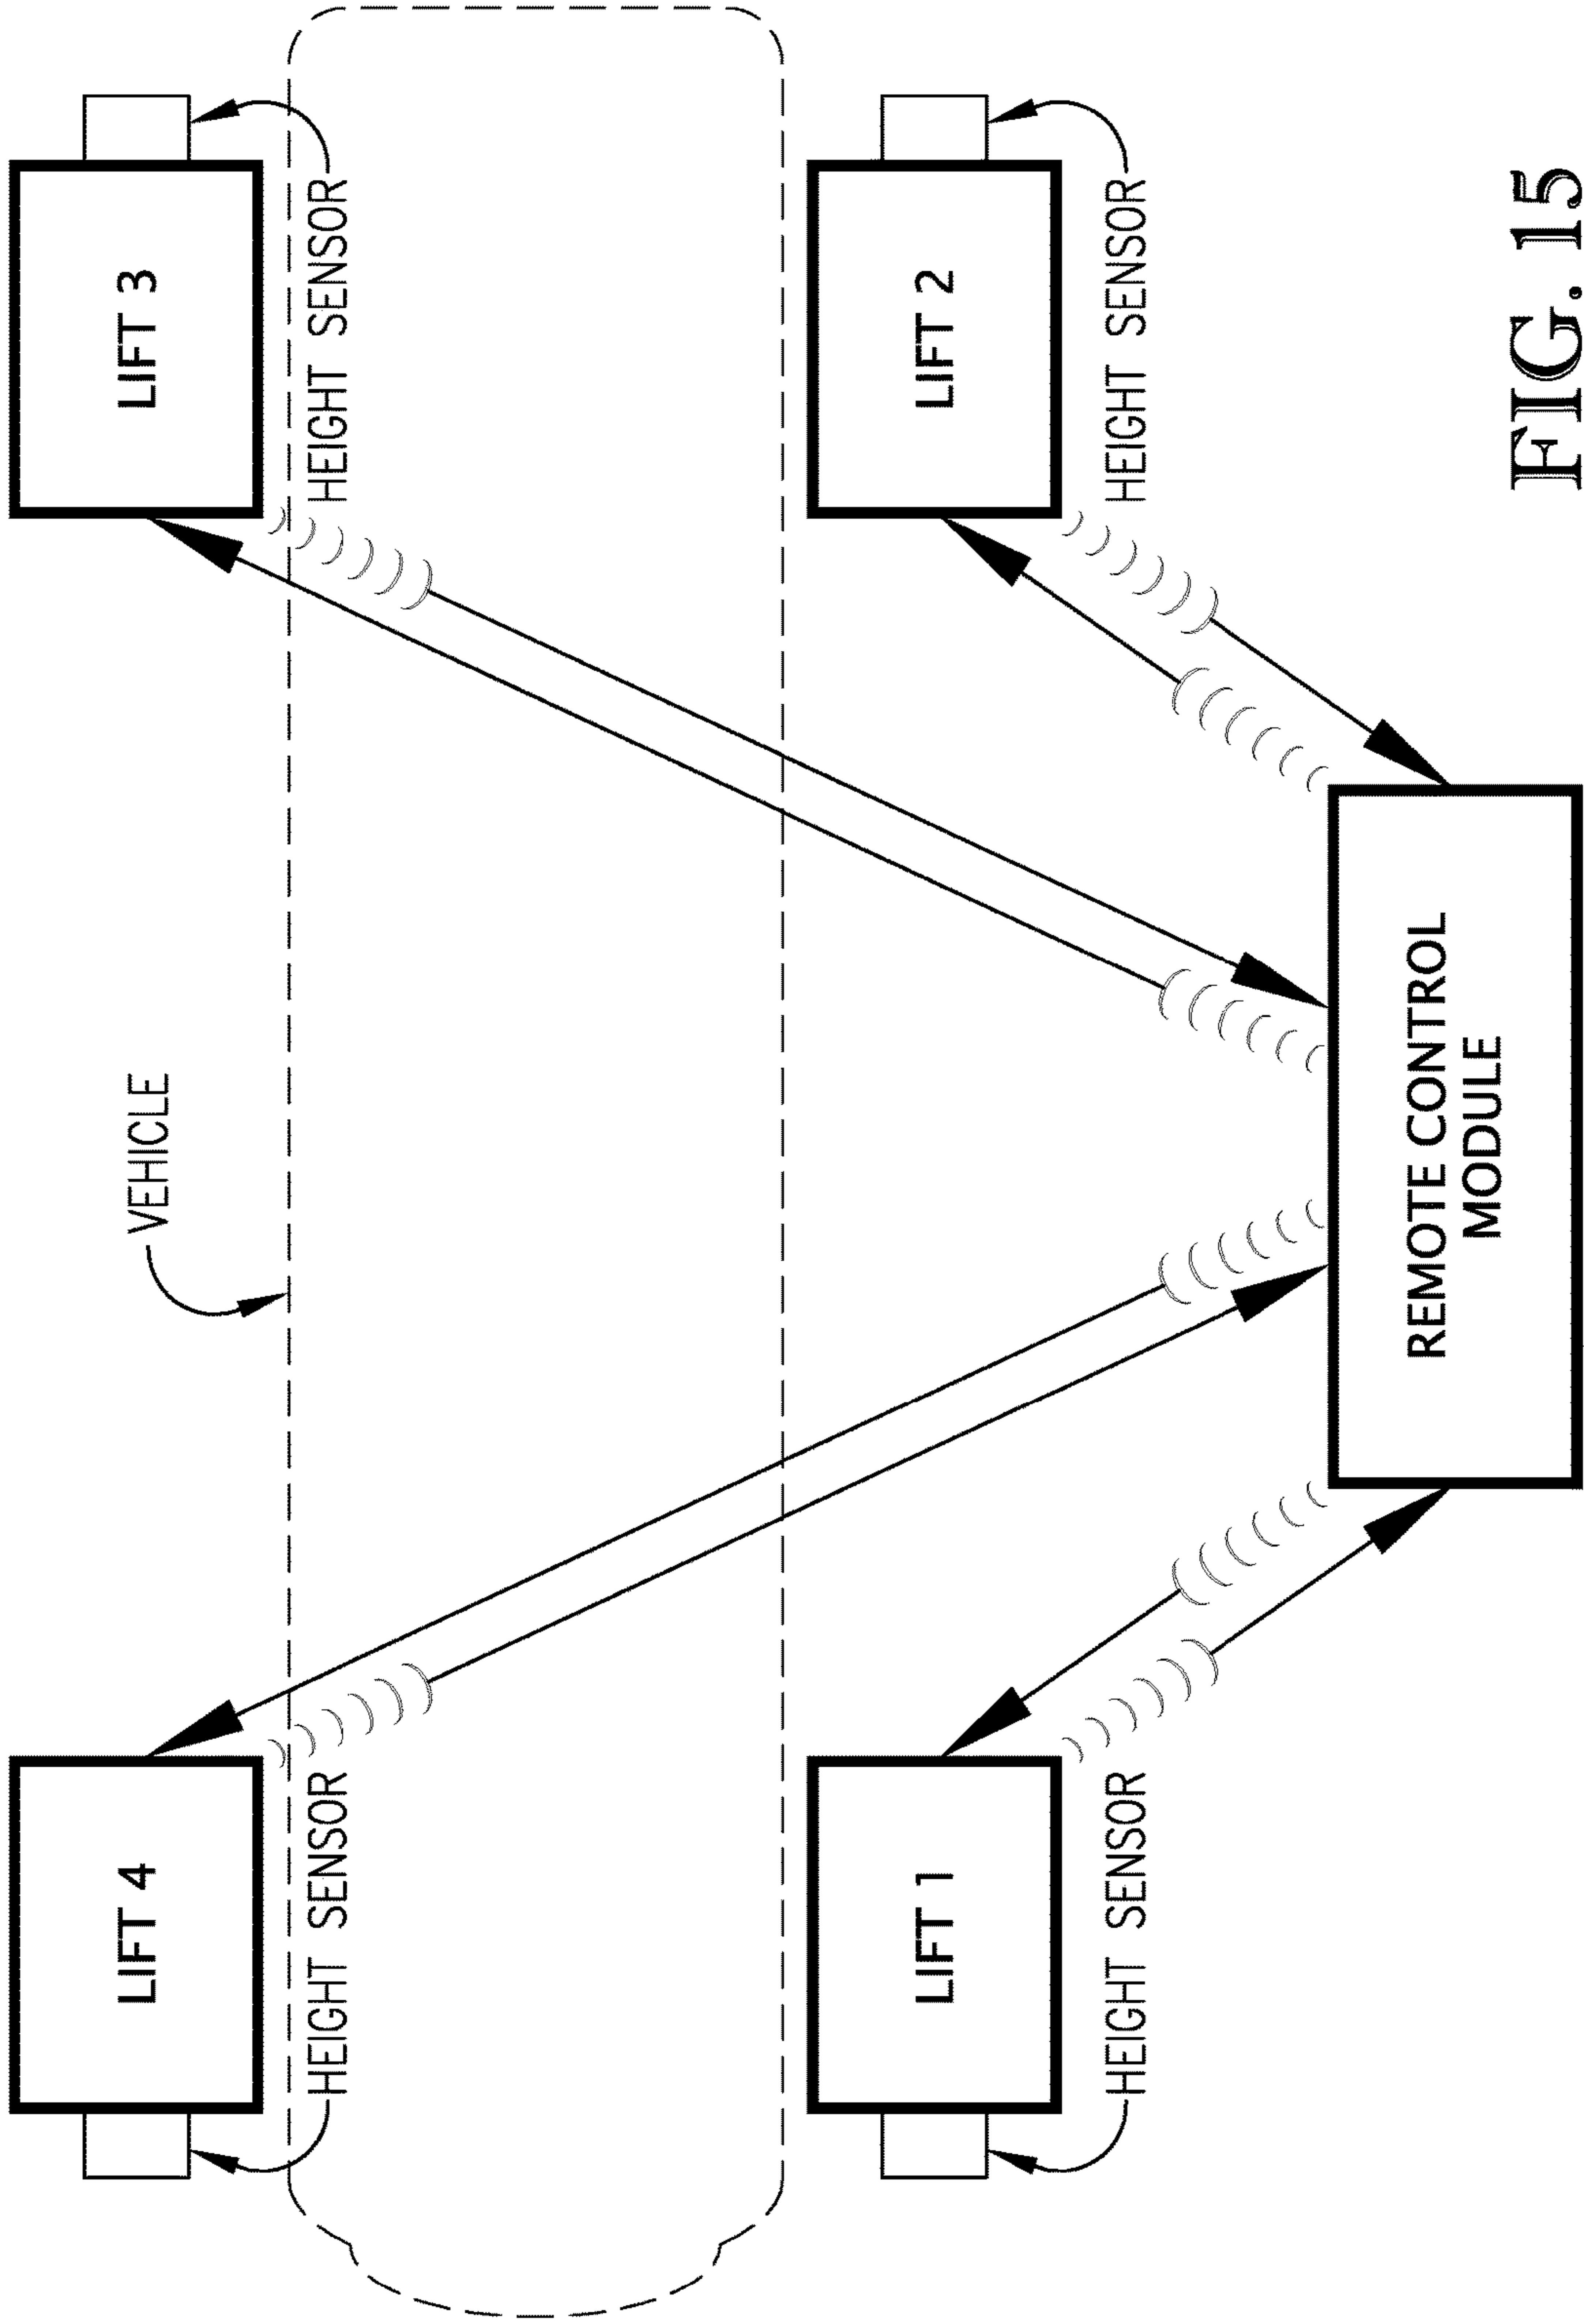 LIFT 4
VEHICLE
LIFT 3
HEIGHT SENSOR
HEIGHT SENSOR
LIFT 1
LIFT 2
HEIGHT SENSOR
HEIGHT SENSOR
REMOTE CONTROL
MODULE
FIG. 15